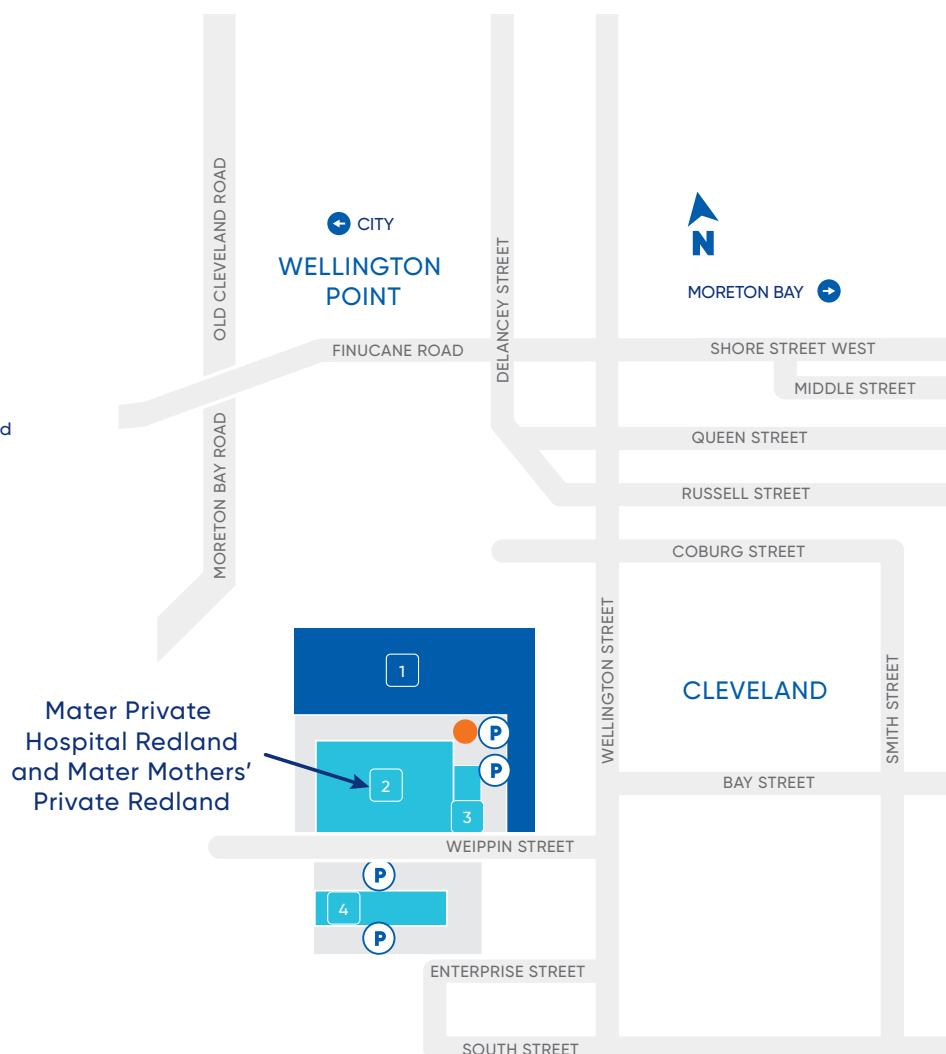 OLD CLEVELAND ROAD
CITY
WELLINGTON
POINT
DELANCEY STREET
N
MORETON BAY
FINUCANE ROAD
SHORE STREET WEST
MIDDLE STREET
d
MORETON BAY ROAD
QUEEN STREET
RUSSELL STREET
COBURG STREET
WELLINGTON STREET
SMITH STREET
CLEVELAND
1
Mater Private
Hospital Redland
and Mater Mothers'
Private Redland
P
P
2
3
BAY STREET
WEIPPIN STREET
P
4
P
ENTERPRISE STREET
SOUTH STREET